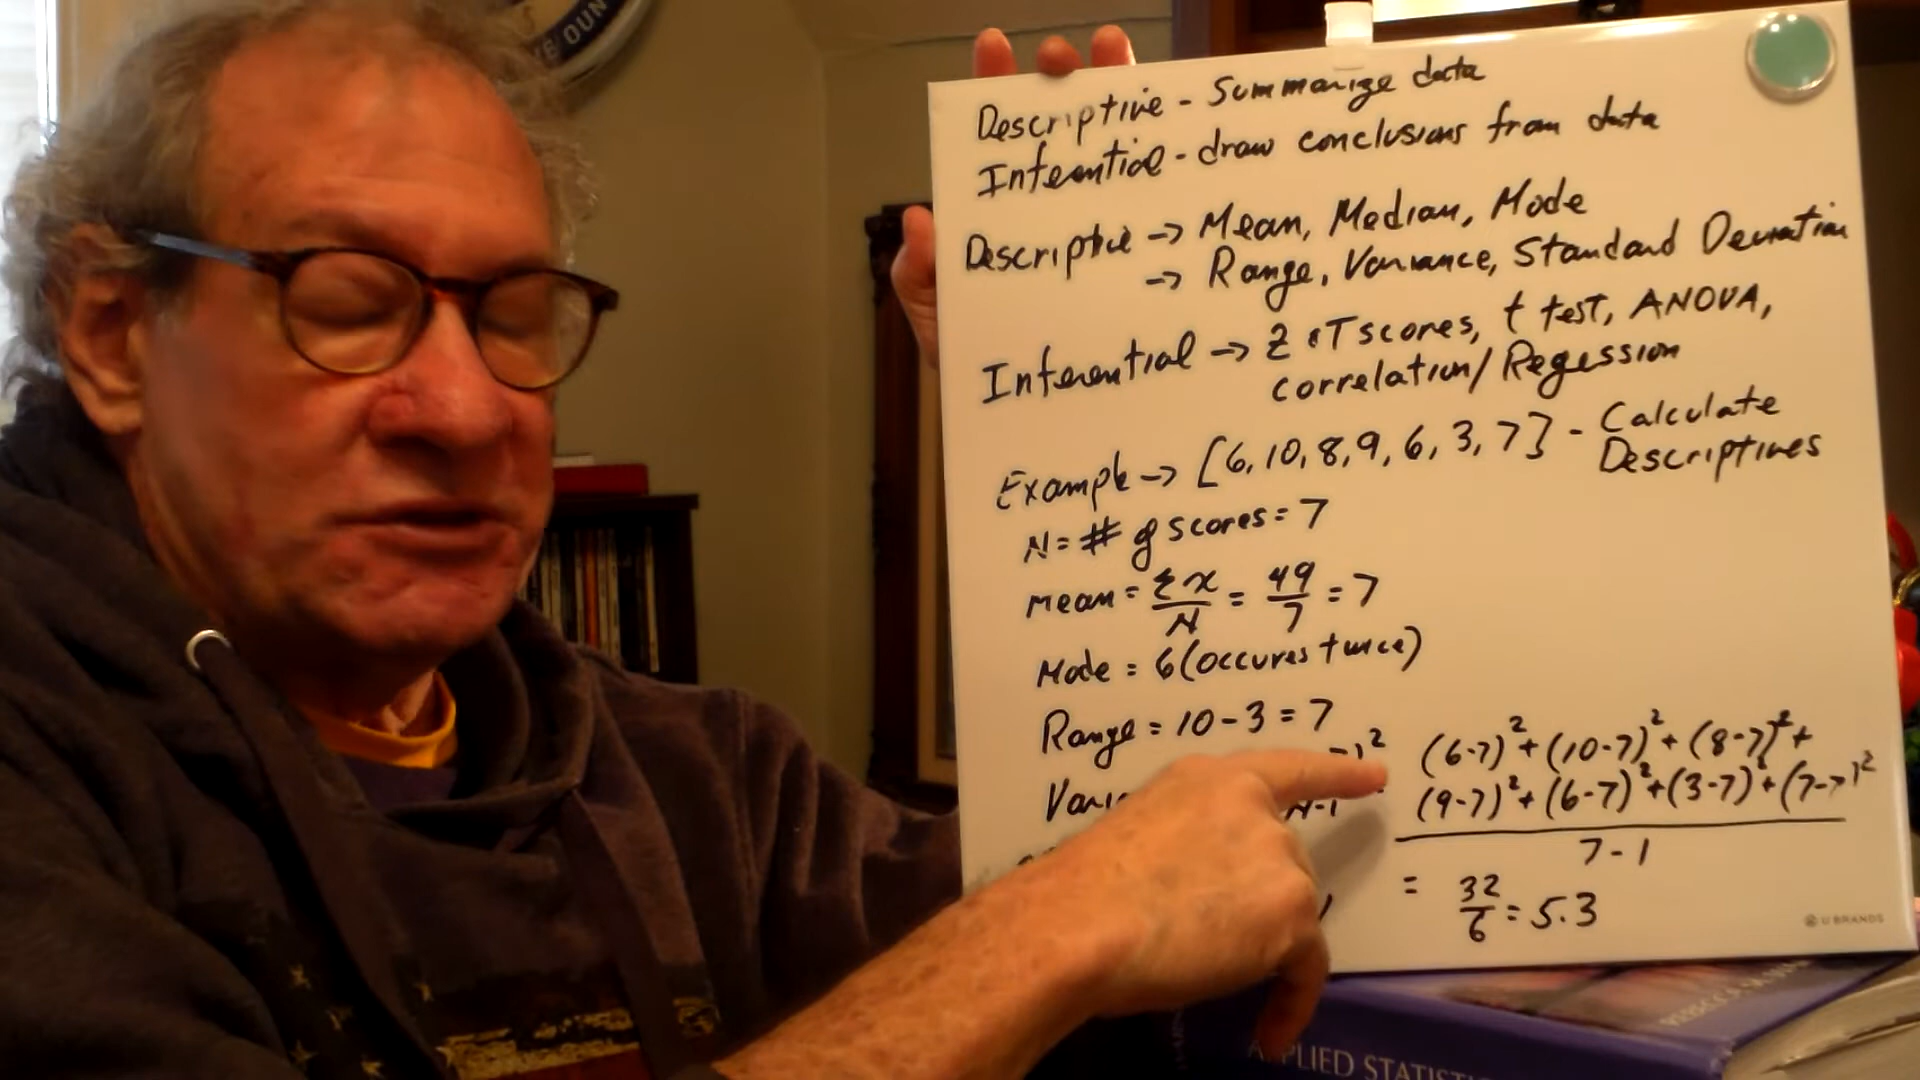 Descriptive - Summarize data
Inferential - draw conclusions from data
Descriptive → Mean, Median, Mode
→ Range, Variance, Standard Deviation
Inferential → Z & T scores, t test, ANOVA,
correlation/Regression
Example → [6, 10, 8, 9, 6, 3, 7] - Calculate
Descriptives
N = # of scores = 7
mean = Σx/N = 49/7 = 7
Mode = 6 (occures twice)
Range = 10 - 3 = 7
(6-7)² + (10-7)² + (8-7)² +
(9-7)² + (6-7)² + (3-7)² + (7-7)²
N-1
7 - 1
= 32/6 = 5.3
U BRANDS
APPLIED STATIST